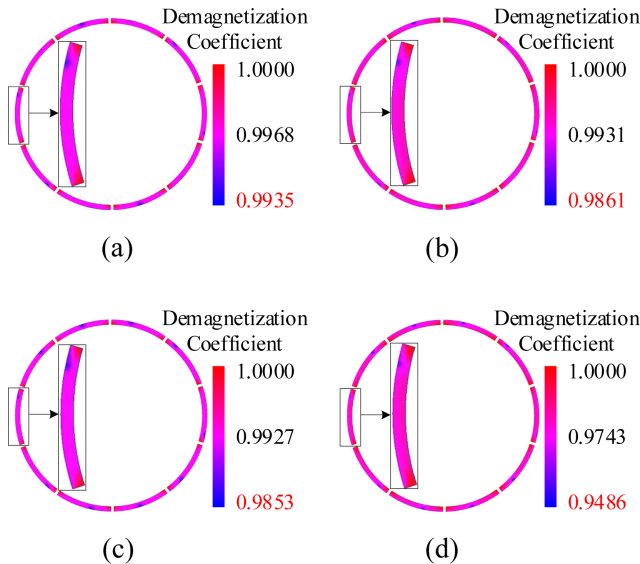 Demagnetization
Coefficient
1.0000
0.9968
0.9935
(a)
Demagnetization
Coefficient
1.0000
0.9931
0.9861
(b)
Demagnetization
Coefficient
1.0000
0.9927
0.9853
(c)
Demagnetization
Coefficient
1.0000
0.9743
0.9486
(d)